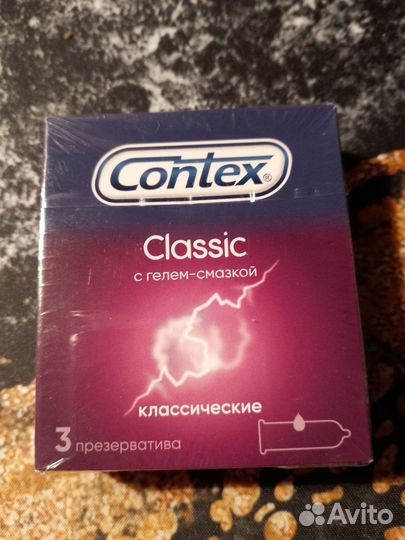 Contex®
Classic
с гелем-смазкой
классические
3 презерватива
Avito